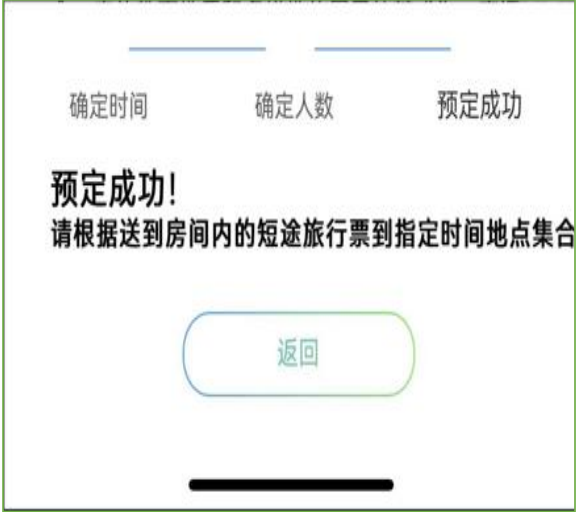 确定时间 确定人数 预定成功
预定成功!
请根据送到房间内的短途旅行票到指定时间地点集合
返回